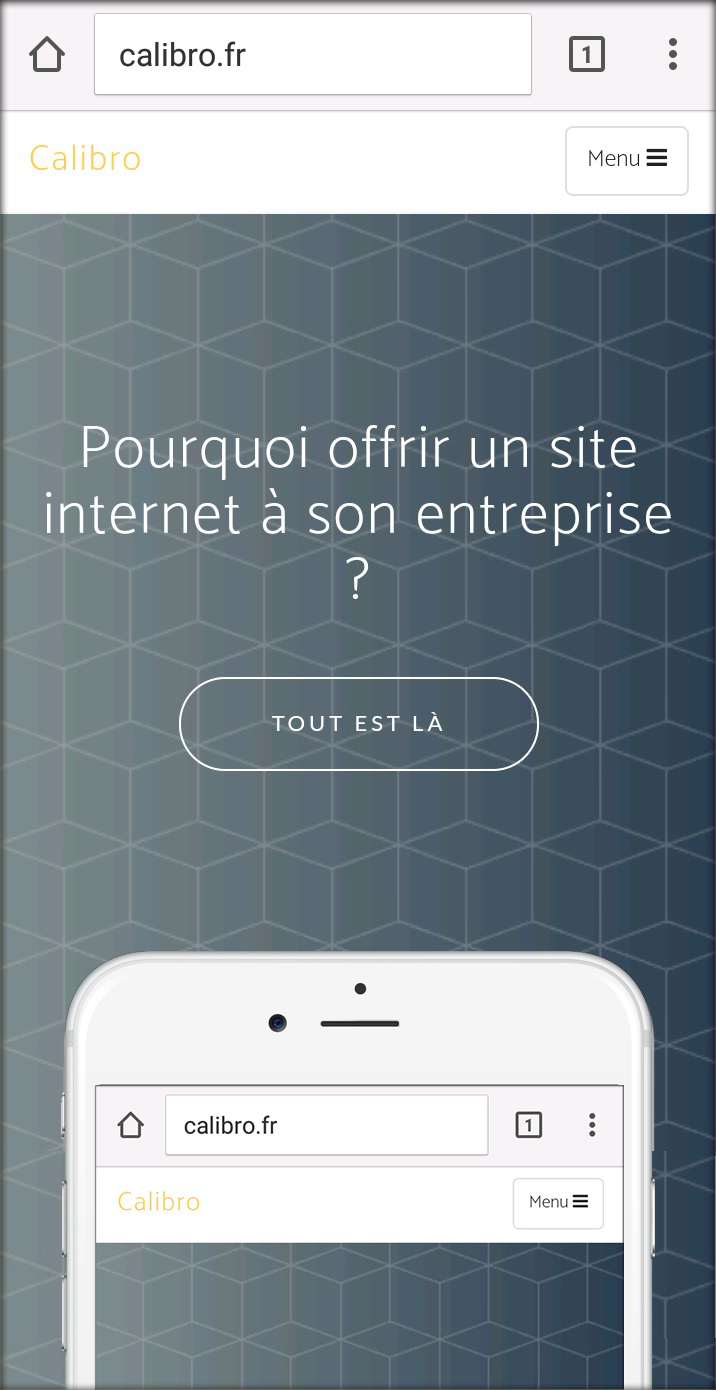 calibro.fr
1
Calibro
Menu
Pourquoi offrir un site
internet à son entreprise
?
TOUT EST LÀ
calibro.fr
1
Calibro
Menu